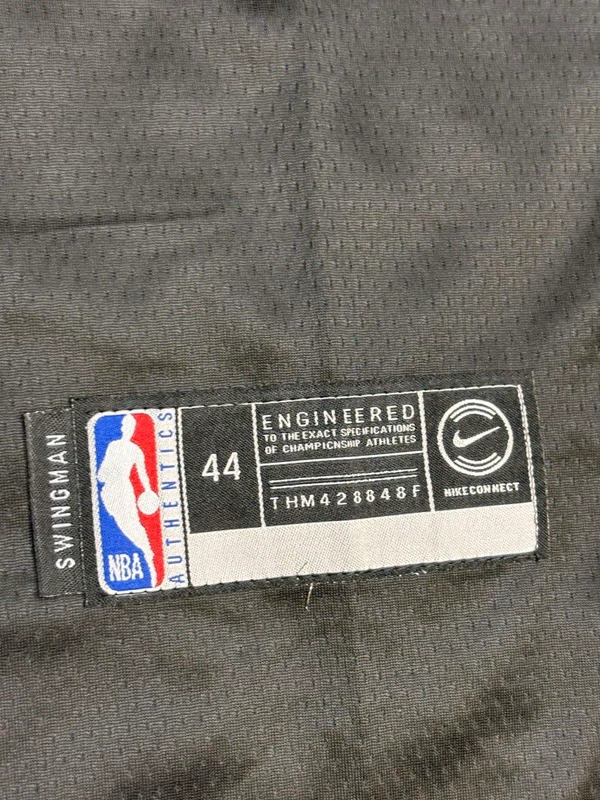 SWINGMAN
NBA
AUTHENTICS
44
ENGINEERED
TO THE EXACT SPECIFICATIONS
OF CHAMPIONSHIP ATHLETES
THM428848F
NIKECONNECT